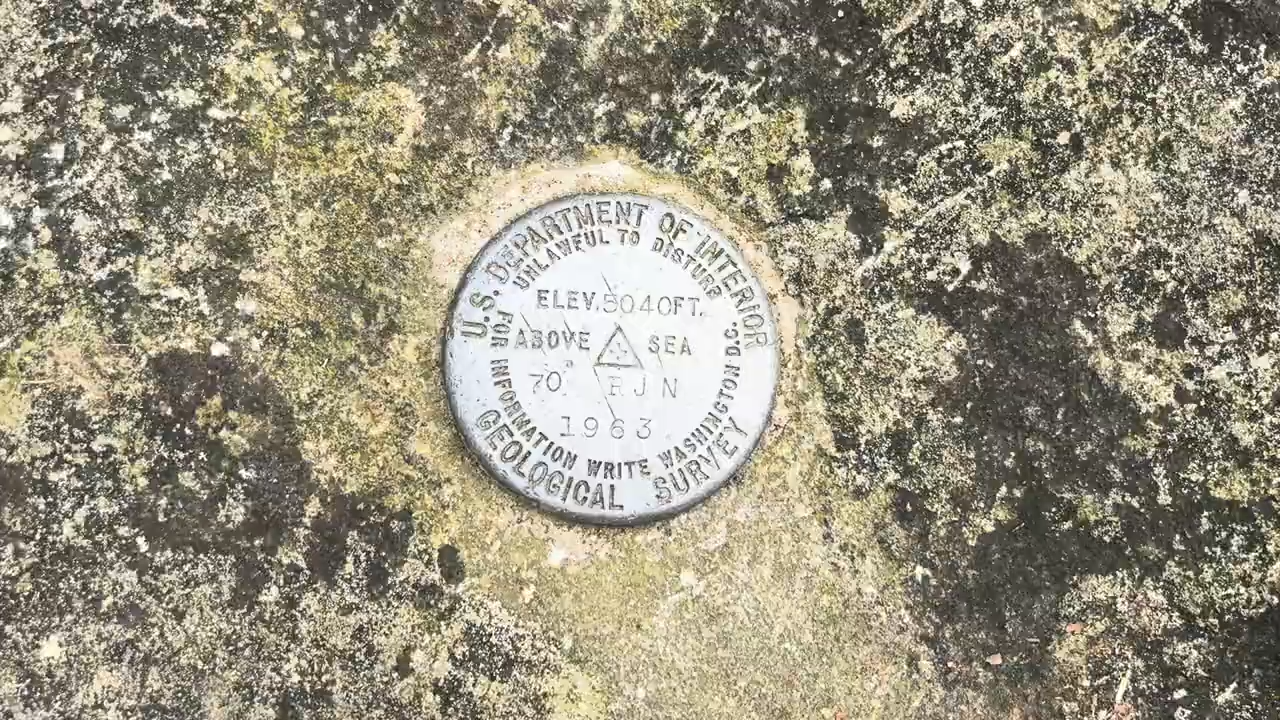 U.S. DEPARTMENT OF INTERIOR
UNLAWFUL TO DISTURB
ELEV. 5040 FT.
ABOVE SEA
70 RJN
1963
FOR INFORMATION WRITE WASHINGTON D.C.
GEOLOGICAL SURVEY